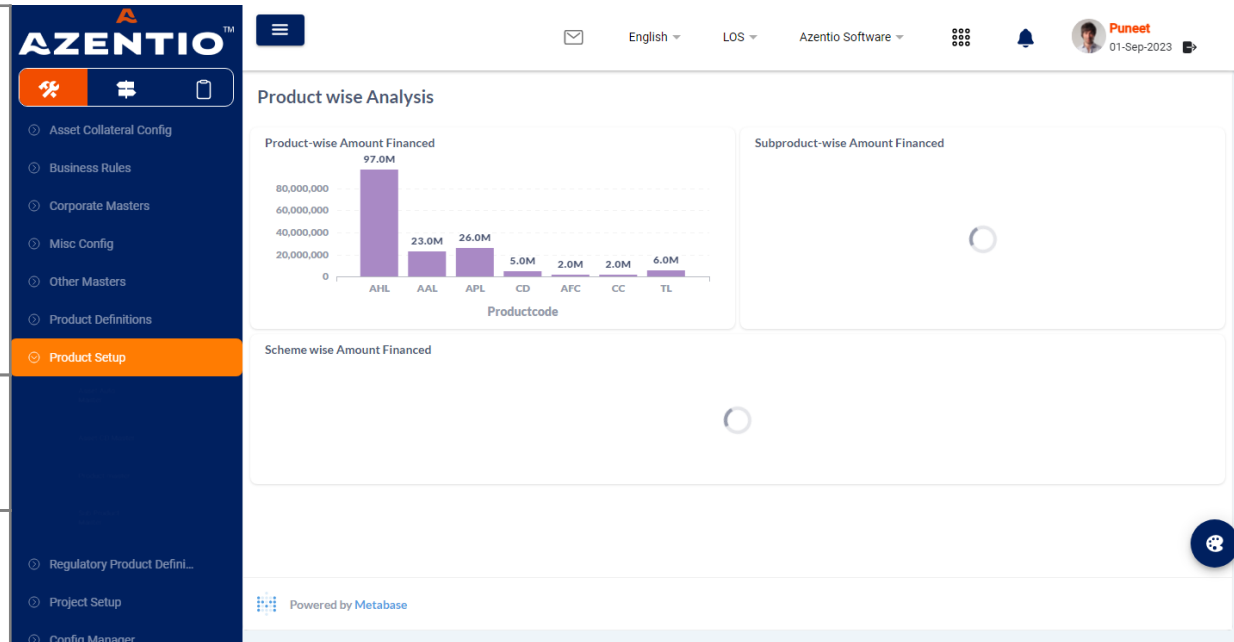 AZENTIO™
English
LOS
Azentio Software
Puneet
01-Sep-2023
Asset Collateral Config
Business Rules
Corporate Masters
Misc Config
Other Masters
Product Definitions
Product Setup
Regulatory Product Defini...
Project Setup
Config Manager
Product wise Analysis
Product-wise Amount Financed
97.0M
80,000,000
60,000,000
40,000,000
20,000,000
0
23.0M
26.0M
5.0M
2.0M
2.0M
6.0M
AHL
AAL
APL
CD
AFC
CC
TL
Productcode
Subproduct-wise Amount Financed
Scheme wise Amount Financed
Powered by Metabase